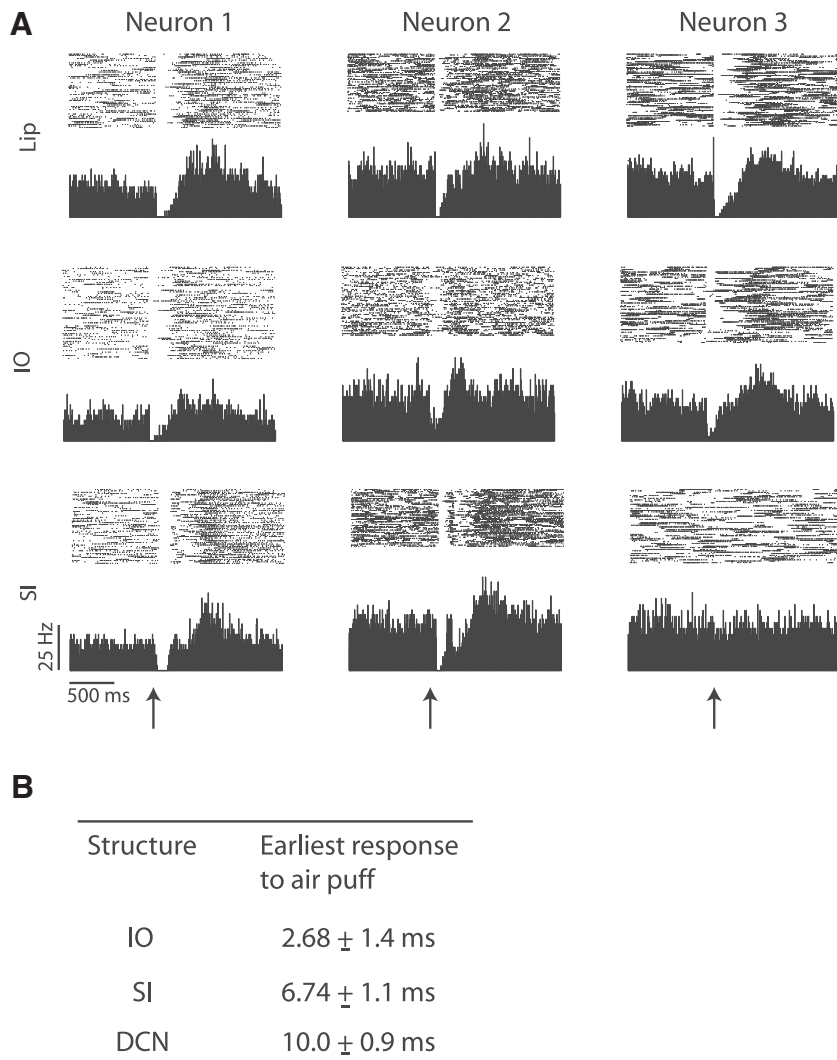 A
Neuron 1 Neuron 2 Neuron 3
Lip
IO
SI
25 Hz
500 ms
B
Structure Earliest response
to air puff
IO 2.68 ± 1.4 ms
SI 6.74 ± 1.1 ms
DCN 10.0 ± 0.9 ms